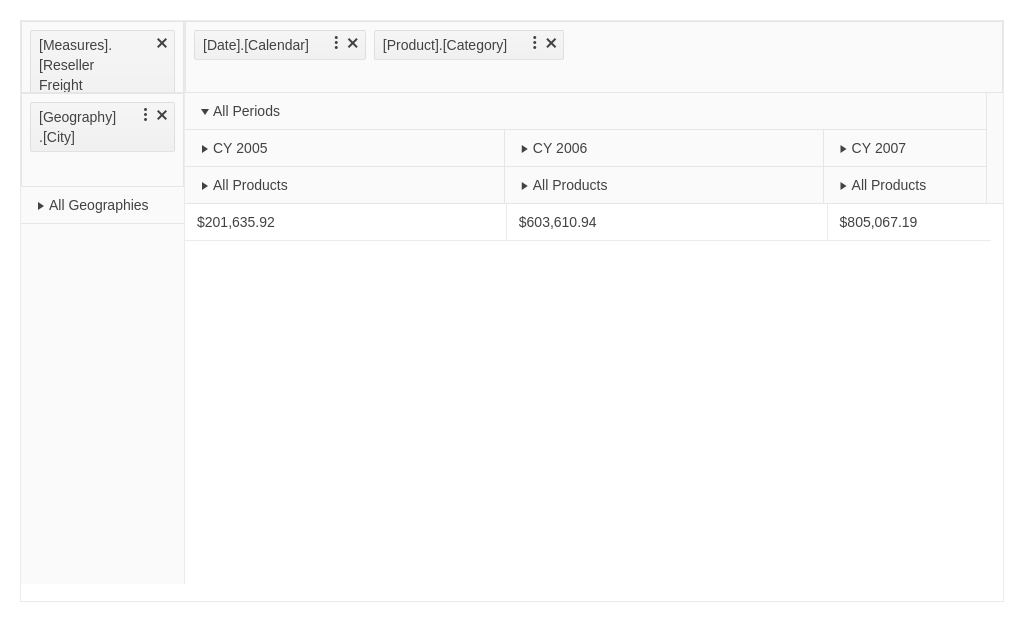 [Measures].
[Reseller
Freight
[Date].[Calendar]
[Product].[Category]
[Geography]
.[City]
All Periods
CY 2005
CY 2006
CY 2007
All Products
All Products
All Products
All Geographies
$201,635.92
$603,610.94
$805,067.19